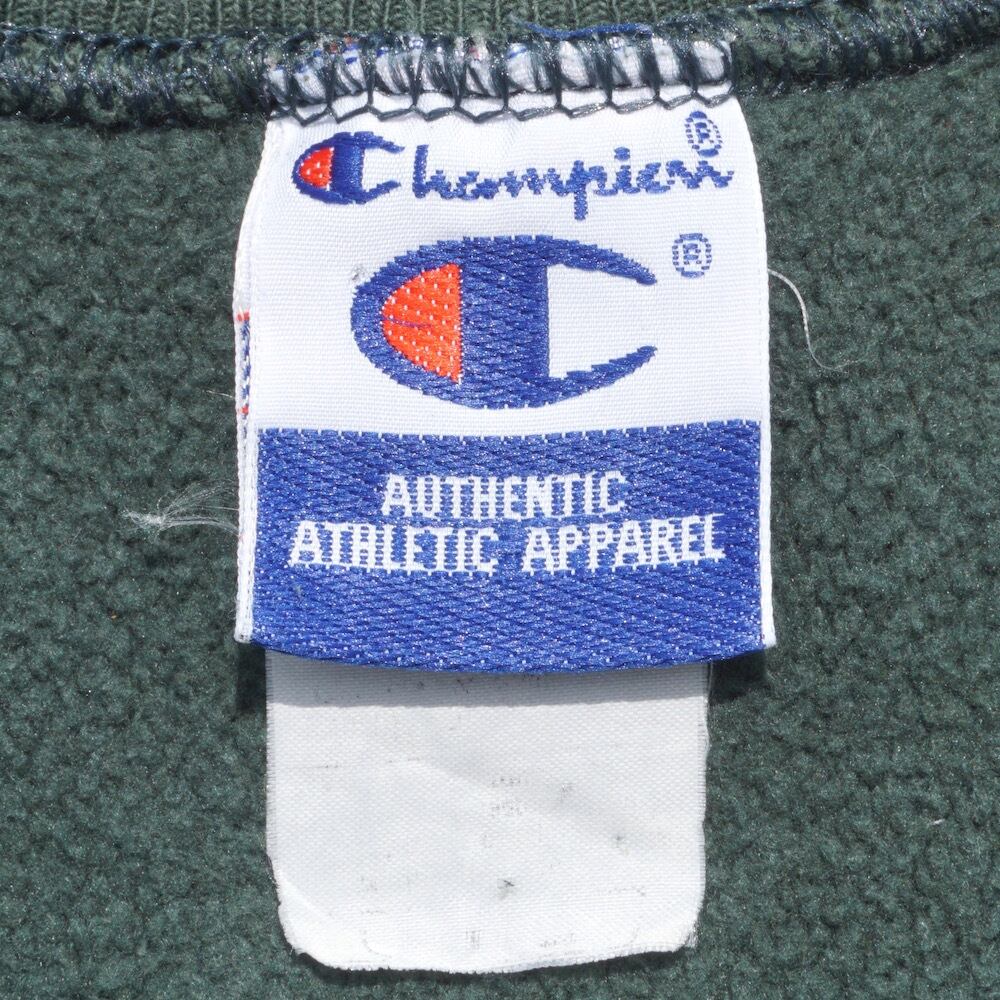 Champion®
®
AUTHENTIC
ATHLETIC APPAREL